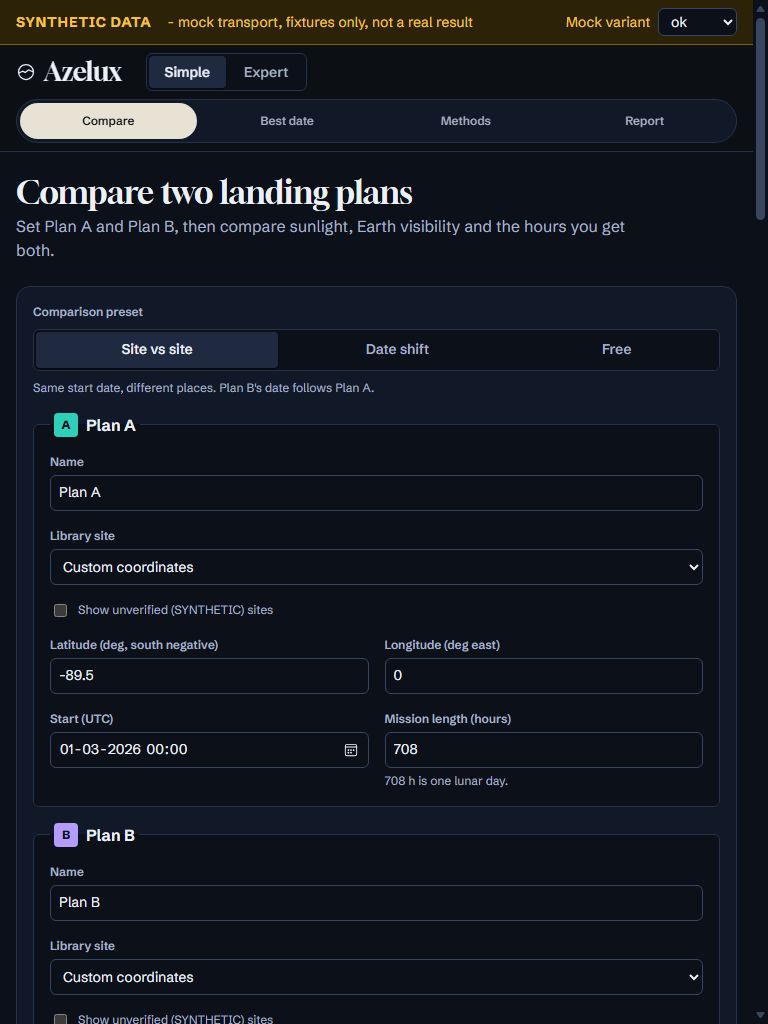 SYNTHETIC DATA - mock transport, fixtures only, not a real result Mock variant ok
Azelux Simple Expert
Compare Best date Methods Report
Compare two landing plans
Set Plan A and Plan B, then compare sunlight, Earth visibility and the hours you get
both.
Comparison preset
Site vs site Date shift Free
Same start date, different places. Plan B's date follows Plan A.
A Plan A
Name
Plan A
Library site
Custom coordinates
Show unverified (SYNTHETIC) sites
Latitude (deg, south negative) Longitude (deg east)
-89.5 0
Start (UTC) Mission length (hours)
01-03-2026 00:00 708
708 h is one lunar day.
B Plan B
Name
Plan B
Library site
Custom coordinates
Show unverified (SYNTHETIC) sites